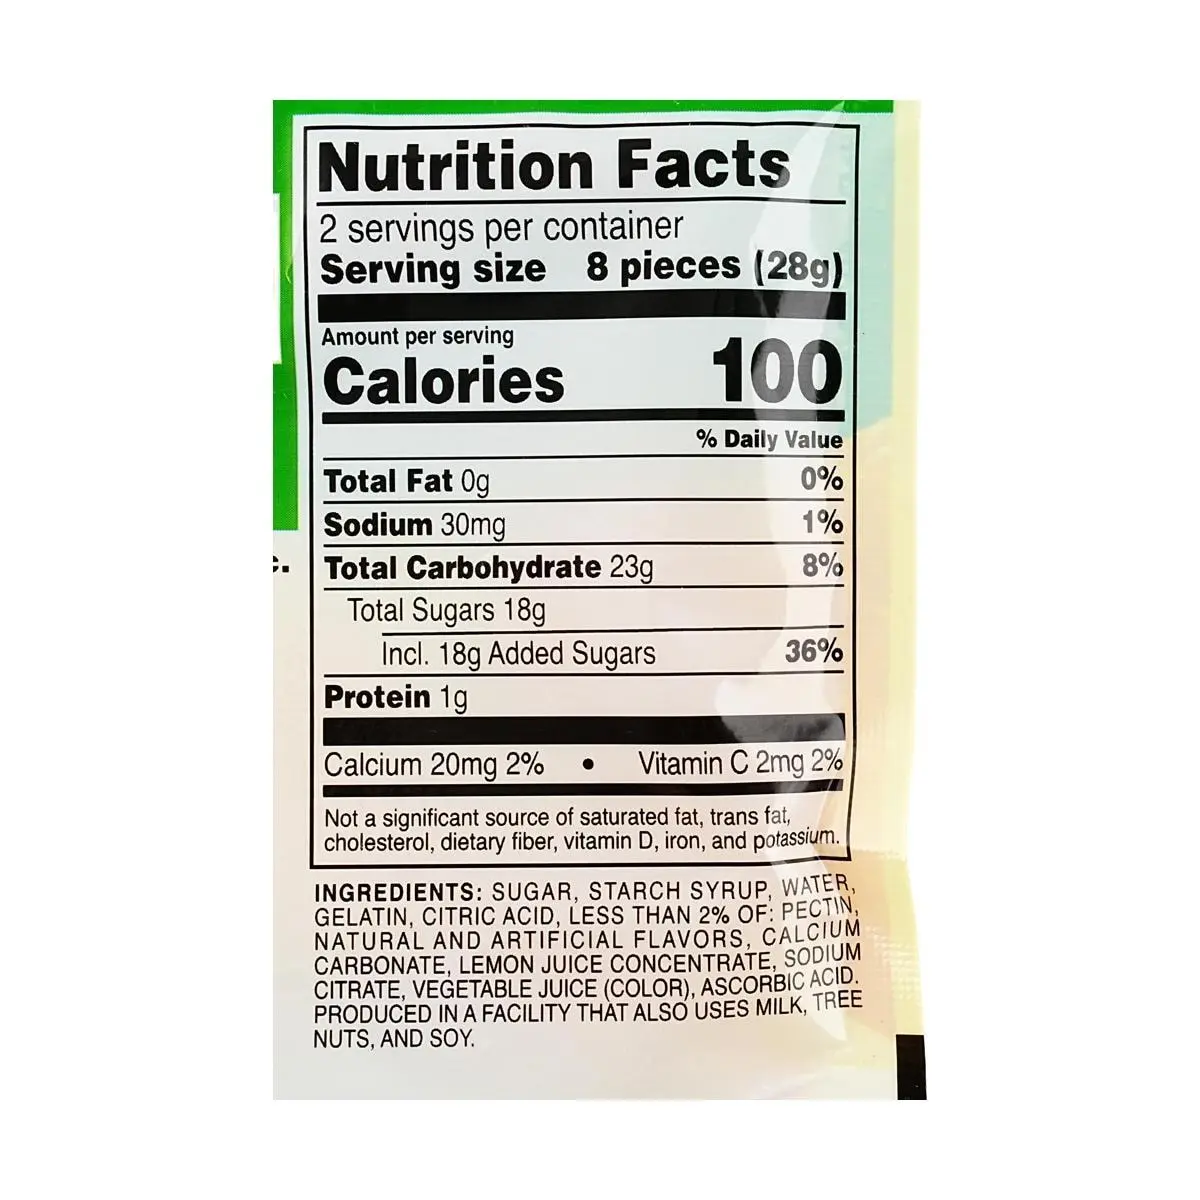 Nutrition Facts
2 servings per container
Serving size 8 pieces (28g)
Amount per serving
Calories 100
% Daily Value
Total Fat 0g 0%
Sodium 30mg 1%
Total Carbohydrate 23g 8%
Total Sugars 18g
Incl. 18g Added Sugars 36%
Protein 1g
Calcium 20mg 2% • Vitamin C 2mg 2%
Not a significant source of saturated fat, trans fat,
cholesterol, dietary fiber, vitamin D, iron, and potassium.
INGREDIENTS: SUGAR, STARCH SYRUP, WATER,
GELATIN, CITRIC ACID, LESS THAN 2% OF: PECTIN,
NATURAL AND ARTIFICIAL FLAVORS, CALCIUM
CARBONATE, LEMON JUICE CONCENTRATE, SODIUM
CITRATE, VEGETABLE JUICE (COLOR), ASCORBIC ACID.
PRODUCED IN A FACILITY THAT ALSO USES MILK, TREE
NUTS, AND SOY.